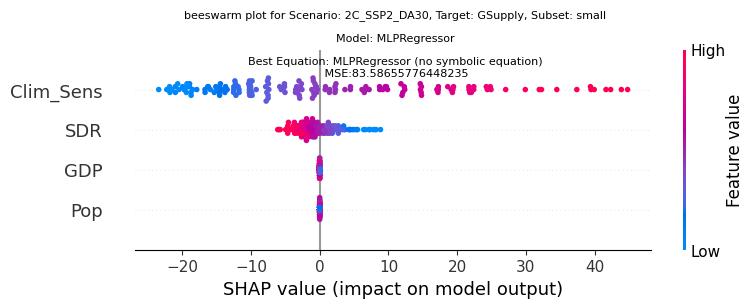 beeswarm plot for Scenario: 2C_SSP2_DA30, Target: GSupply, Subset: small
Model: MLPRegressor
Best Equation: MLPRegressor (no symbolic equation)
MSE:83.58655776448235
High
Clim_Sens
SDR
GDP
Pop
Feature value
Low
−20 −10 0 10 20 30 40
SHAP value (impact on model output)